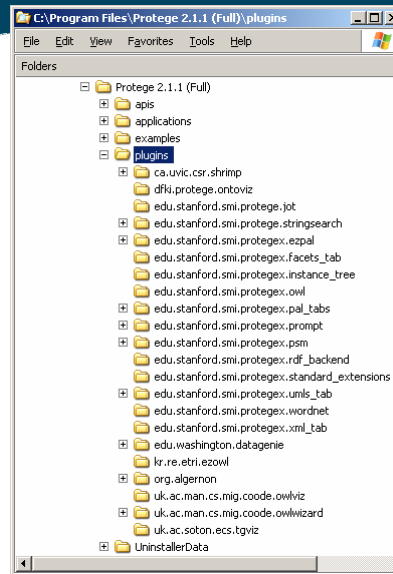 C:\Program Files\Protege 2.1.1 (Full)\plugins
File Edit View Favorites Tools Help
Folders
Protege 2.1.1 (Full)
apis
applications
examples
plugins
ca.uvic.csr.shrimp
dfki.protege.ontoviz
edu.stanford.smi.protege.jot
edu.stanford.smi.protege.stringsearch
edu.stanford.smi.protegex.ezpal
edu.stanford.smi.protegex.facets_tab
edu.stanford.smi.protegex.instance_tree
edu.stanford.smi.protegex.owl
edu.stanford.smi.protegex.pal_tabs
edu.stanford.smi.protegex.prompt
edu.stanford.smi.protegex.psm
edu.stanford.smi.protegex.rdf_backend
edu.stanford.smi.protegex.standard_extensions
edu.stanford.smi.protegex.umls_tab
edu.stanford.smi.protegex.wordnet
edu.stanford.smi.protegex.xml_tab
edu.washington.datagenie
kr.re.etri.ezowl
org.algernon
uk.ac.man.cs.mig.coode.owlviz
uk.ac.man.cs.mig.coode.owlwizard
uk.ac.soton.ecs.tgviz
UninstallerData